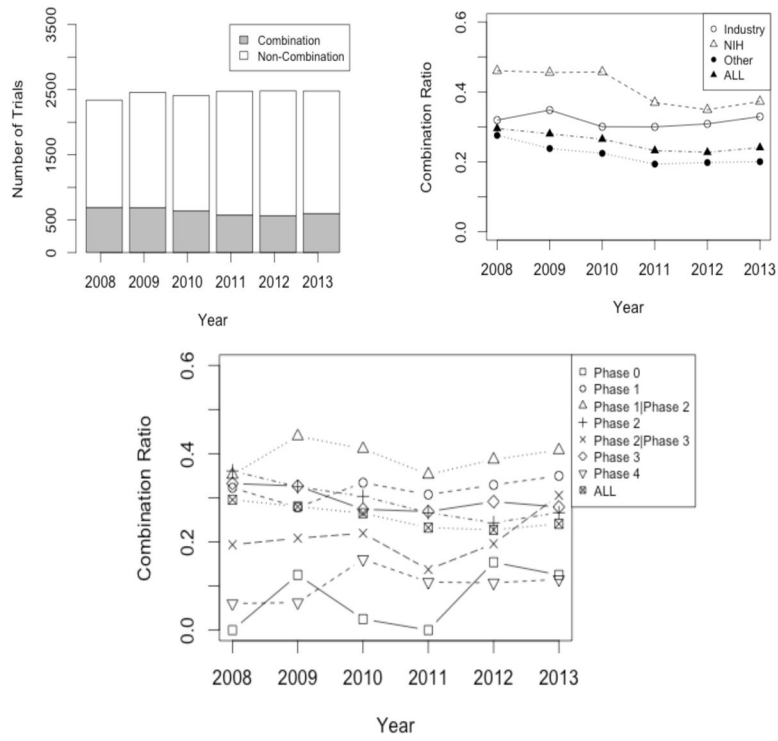 Number of Trials
3500
2500
1500
500
0
Combination
Non-Combination
2008 2009 2010 2011 2012 2013
Year
Combination Ratio
0.6
0.4
0.2
0.0
Industry
NIH
Other
ALL
2008 2009 2010 2011 2012 2013
Year
Combination Ratio
0.6
0.4
0.2
0.0
Phase 0
Phase 1
Phase 1|Phase 2
Phase 2
Phase 2|Phase 3
Phase 3
Phase 4
ALL
2008 2009 2010 2011 2012 2013
Year